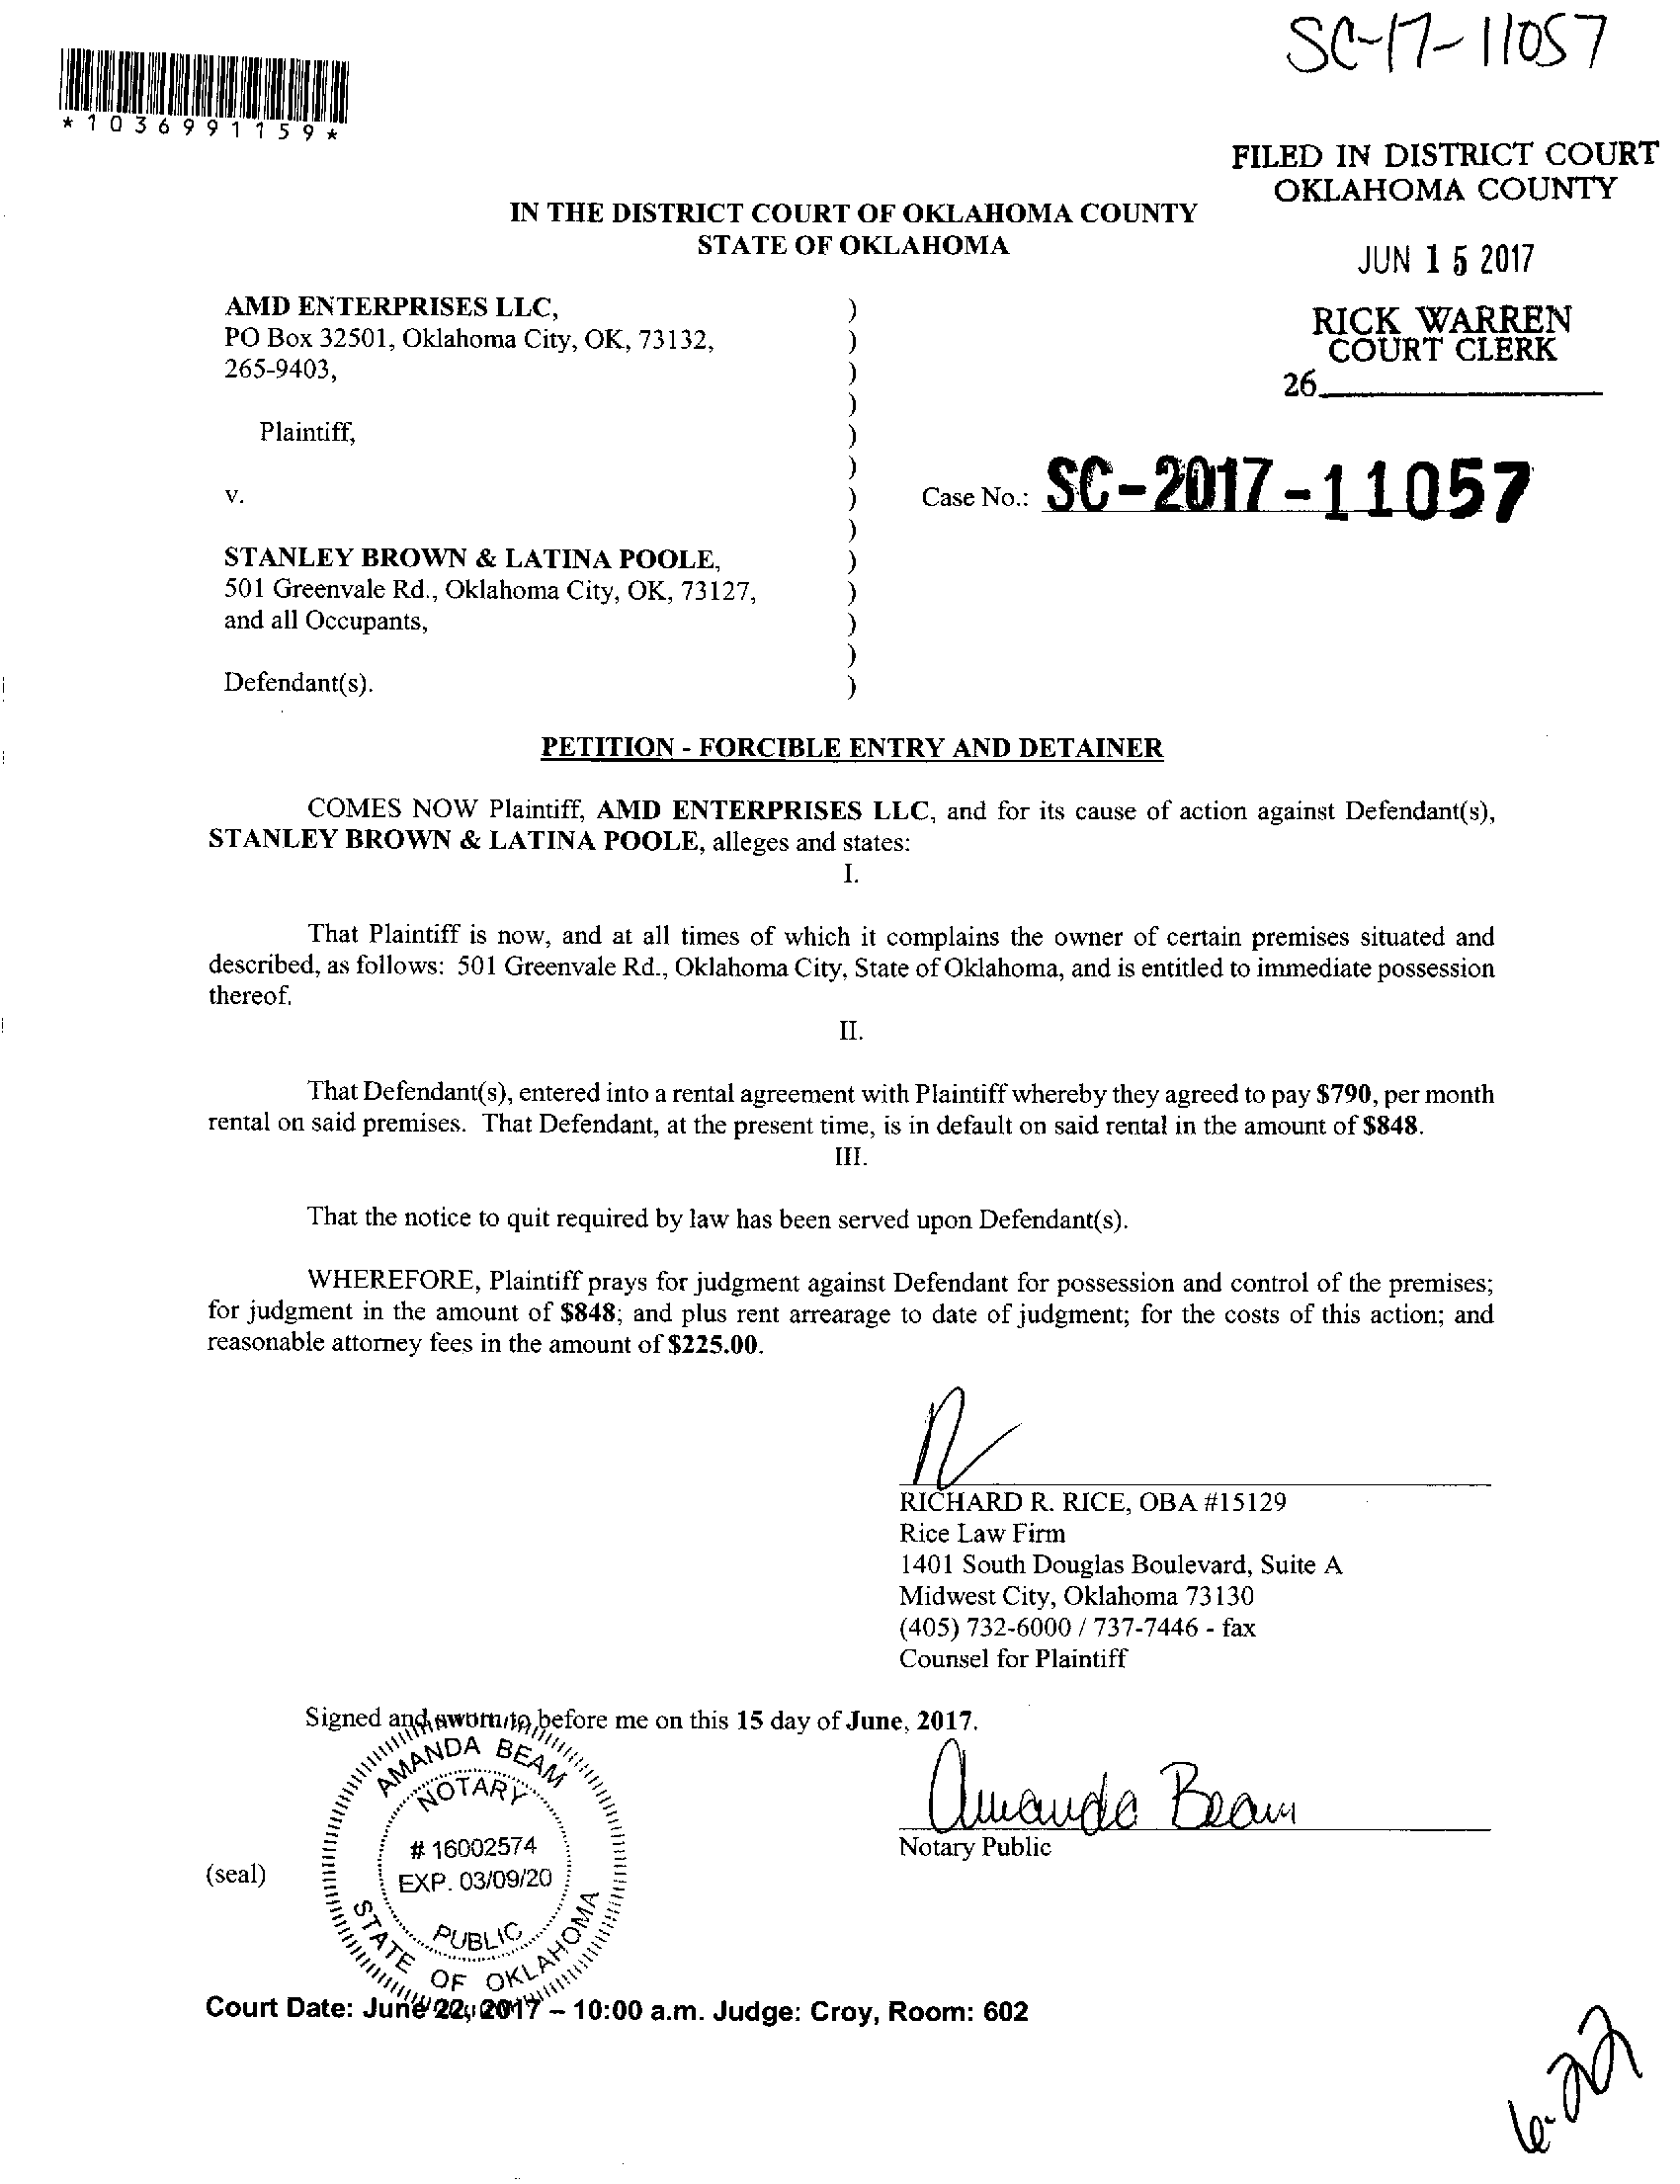 SC-17-11057
*1036991159*
FILED IN DISTRICT COURT
OKLAHOMA COUNTY
IN THE DISTRICT COURT OF OKLAHOMA COUNTY
STATE OF OKLAHOMA
JUN 15 2017
RICK WARREN
COURT CLERK
26
AMD ENTERPRISES LLC, )
PO Box 32501, Oklahoma City, OK, 73132, )
265-9403, )
)
Plaintiff, )
)
v. ) Case No.: SC-2017-11057
)
STANLEY BROWN & LATINA POOLE, )
501 Greenvale Rd., Oklahoma City, OK, 73127, )
and all Occupants, )
)
Defendant(s). )
PETITION - FORCIBLE ENTRY AND DETAINER
COMES NOW Plaintiff, AMD ENTERPRISES LLC, and for its cause of action against Defendant(s),
STANLEY BROWN & LATINA POOLE, alleges and states:
I.
That Plaintiff is now, and at all times of which it complains the owner of certain premises situated and
described, as follows: 501 Greenvale Rd., Oklahoma City, State of Oklahoma, and is entitled to immediate possession
thereof.
II.
That Defendant(s), entered into a rental agreement with Plaintiff whereby they agreed to pay $790, per month
rental on said premises. That Defendant, at the present time, is in default on said rental in the amount of $848.
III.
That the notice to quit required by law has been served upon Defendant(s).
WHEREFORE, Plaintiff prays for judgment against Defendant for possession and control of the premises;
for judgment in the amount of $848; and plus rent arrearage to date of judgment; for the costs of this action; and
reasonable attorney fees in the amount of $225.00.
RICHARD R. RICE, OBA #15129
Rice Law Firm
1401 South Douglas Boulevard, Suite A
Midwest City, Oklahoma 73130
(405) 732-6000 / 737-7446 - fax
Counsel for Plaintiff
Signed and sworn to before me on this 15 day of June, 2017.
Amanda Beam
Notary Public
(seal)
AMANDA BEAM
NOTARY
# 16002574
EXP. 03/09/20
PUBLIC
STATE OF OKLAHOMA
Court Date: June 22, 2017 – 10:00 a.m. Judge: Croy, Room: 602
6-22